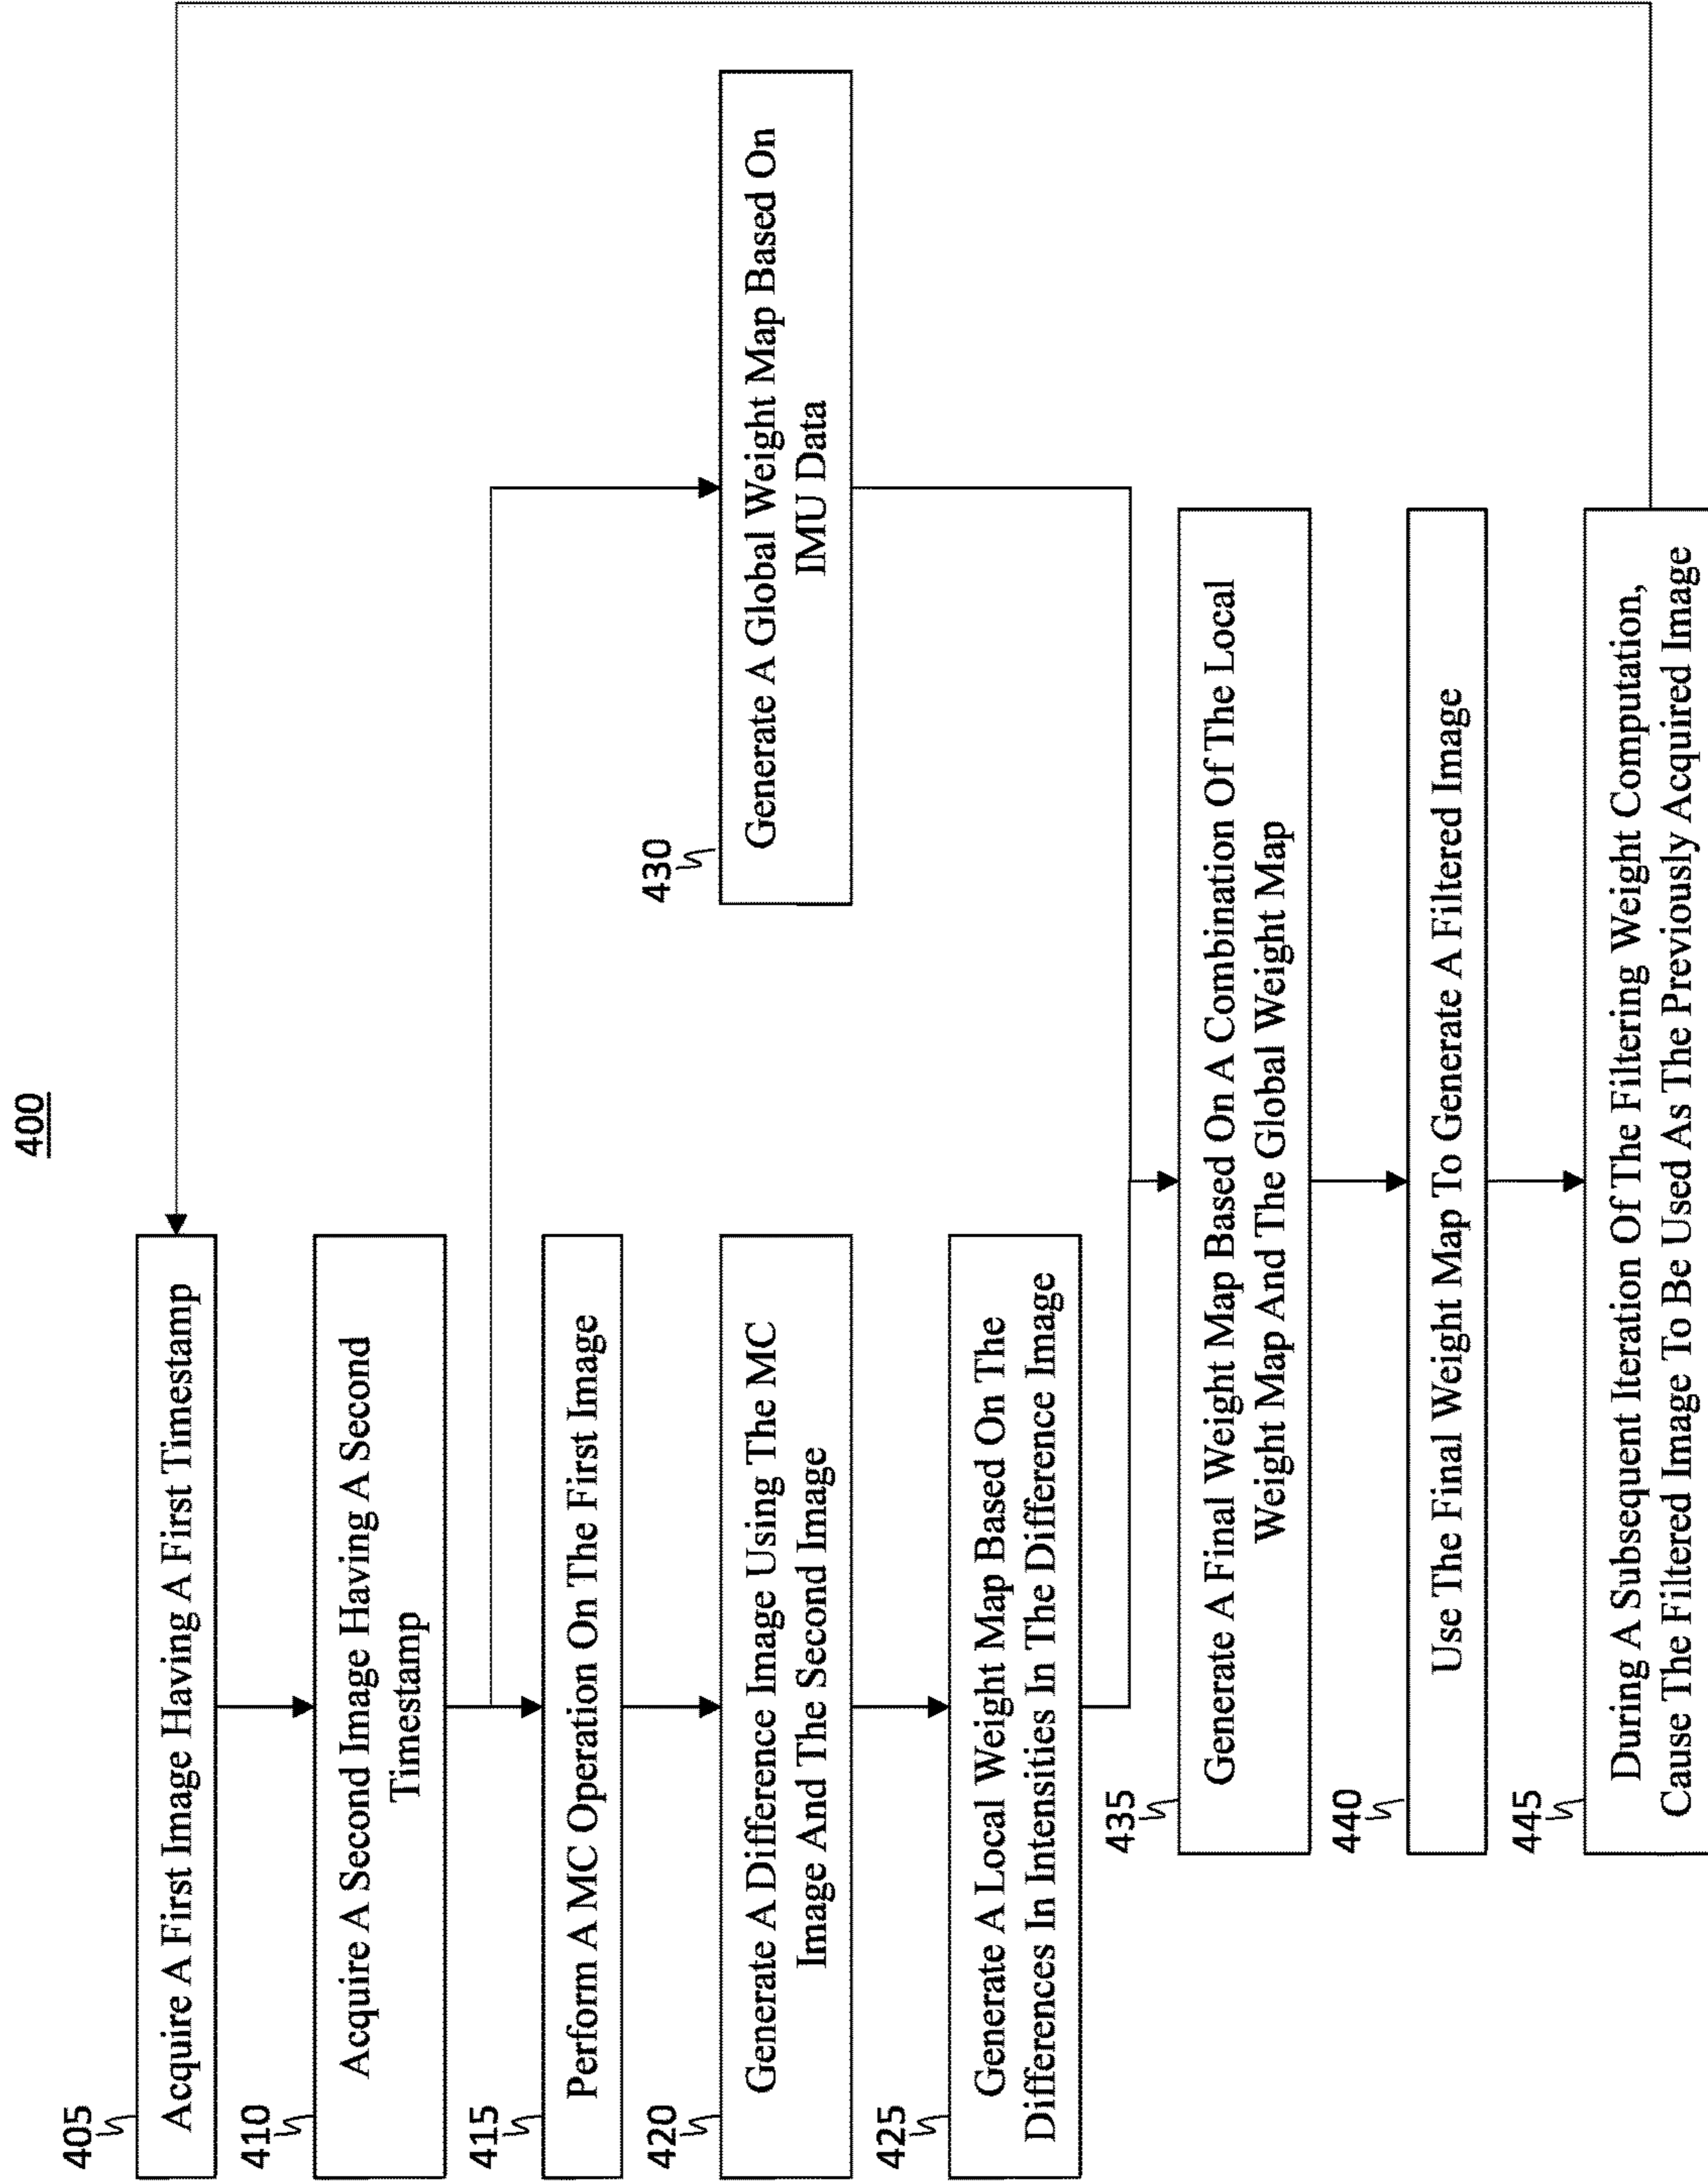 400
405
Acquire A First Image Having A First Timestamp
410
Acquire A Second Image Having A Second
Timestamp
415
Perform A MC Operation On The First Image
420
Generate A Difference Image Using The MC
Image And The Second Image
425
Generate A Local Weight Map Based On The
Differences In Intensities In The Difference Image
430
Generate A Global Weight Map Based On
IMU Data
435
Generate A Final Weight Map Based On A Combination Of The Local
Weight Map And The Global Weight Map
440
Use The Final Weight Map To Generate A Filtered Image
445
During A Subsequent Iteration Of The Filtering Weight Computation,
Cause The Filtered Image To Be Used As The Previously Acquired Image